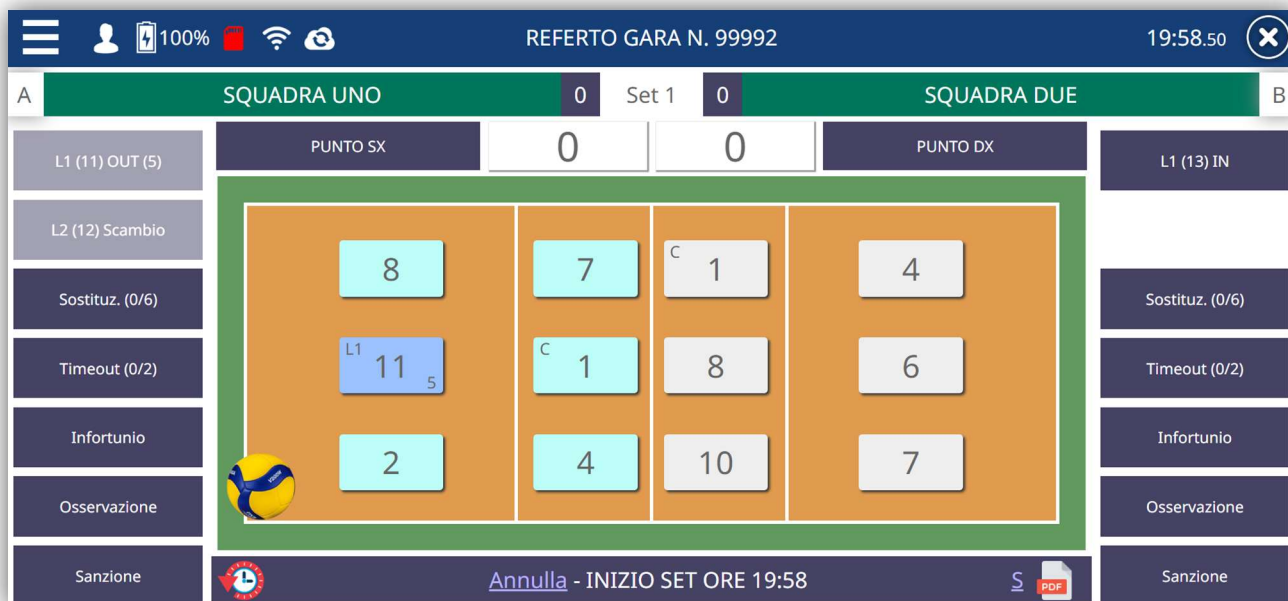 100%
REFERTO GARA N. 99992
19:58.50
A
SQUADRA UNO
0
Set 1
0
SQUADRA DUE
B
L1 (11) OUT (5)
PUNTO SX
0
0
PUNTO DX
L1 (13) IN
L2 (12) Scambio
8
7
C 1
4
Sostituz. (0/6)
Sostituz. (0/6)
Timeout (0/2)
L1 11 5
C 1
8
6
Timeout (0/2)
Infortunio
2
4
10
7
Infortunio
Osservazione
Osservazione
Sanzione
Annulla - INIZIO SET ORE 19:58
S
PDF
Sanzione